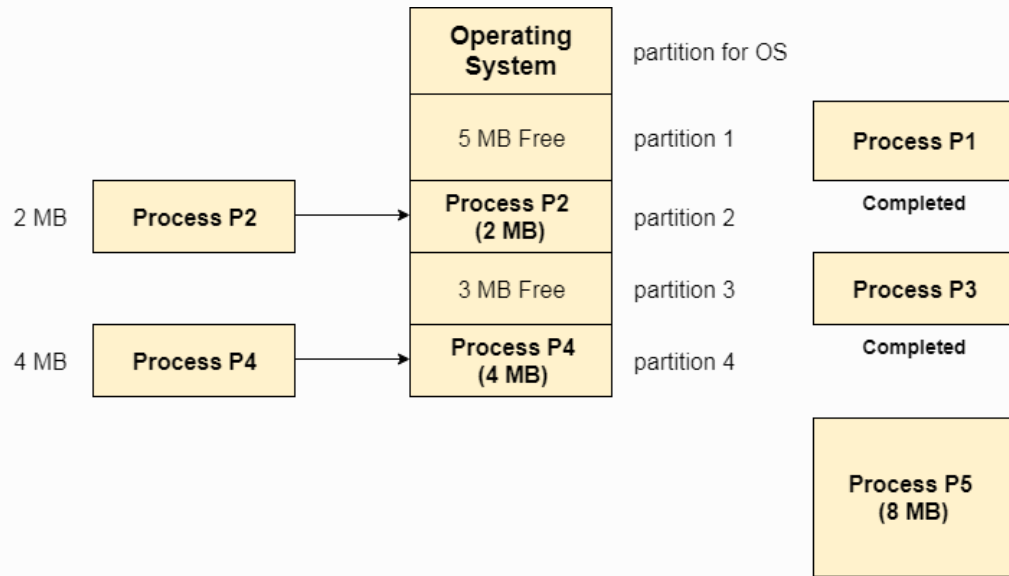 Operating
System
partition for OS
5 MB Free
partition 1
Process P1
Completed
2 MB
Process P2
Process P2
(2 MB)
partition 2
3 MB Free
partition 3
Process P3
Completed
4 MB
Process P4
Process P4
(4 MB)
partition 4
Process P5
(8 MB)